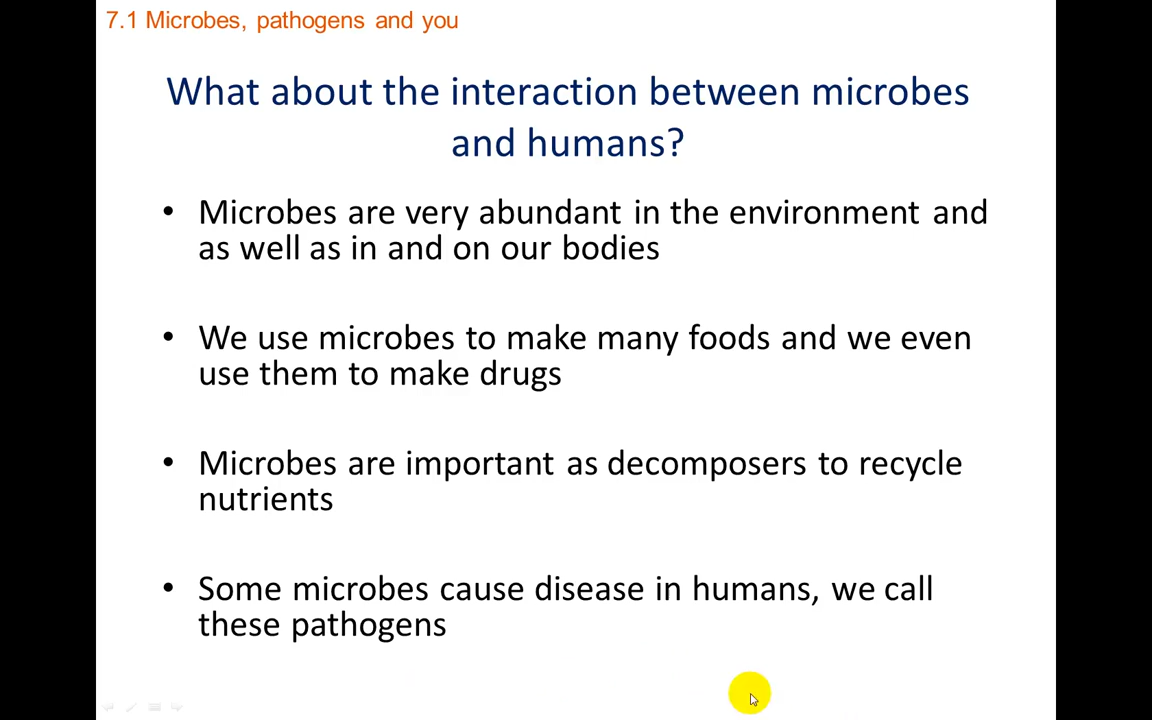 7.1 Microbes, pathogens and you
What about the interaction between microbes
and humans?
• Microbes are very abundant in the environment and
as well as in and on our bodies
• We use microbes to make many foods and we even
use them to make drugs
• Microbes are important as decomposers to recycle
nutrients
• Some microbes cause disease in humans, we call
these pathogens